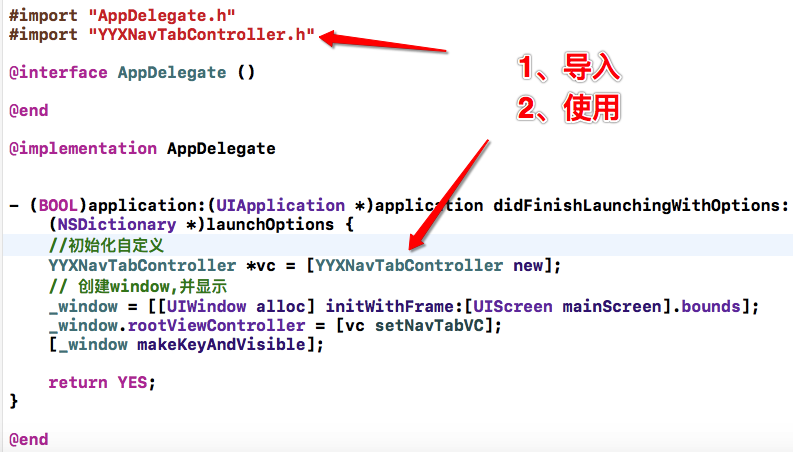 #import "AppDelegate.h"
#import "YYXNavTabController.h"
@interface AppDelegate ()
1、导入
2、使用
@end
@implementation AppDelegate
- (BOOL)application:(UIApplication *)application didFinishLaunchingWithOptions:
(NSDictionary *)launchOptions {
//初始化自定义
YYXNavTabController *vc = [YYXNavTabController new];
// 创建window,并显示
_window = [[UIWindow alloc] initWithFrame:[UIScreen mainScreen].bounds];
_window.rootViewController = [vc setNavTabVC];
[_window makeKeyAndVisible];
return YES;
}
@end